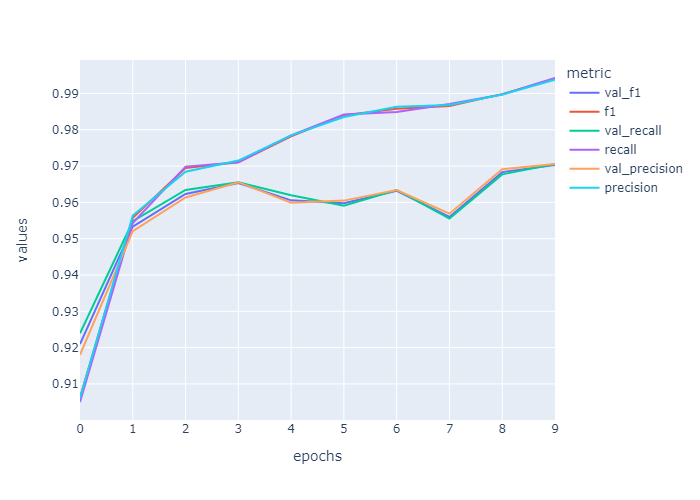 metric
val_f1
f1
val_recall
recall
val_precision
precision
values
0.99
0.98
0.97
0.96
0.95
0.94
0.93
0.92
0.91
0 1 2 3 4 5 6 7 8 9
epochs